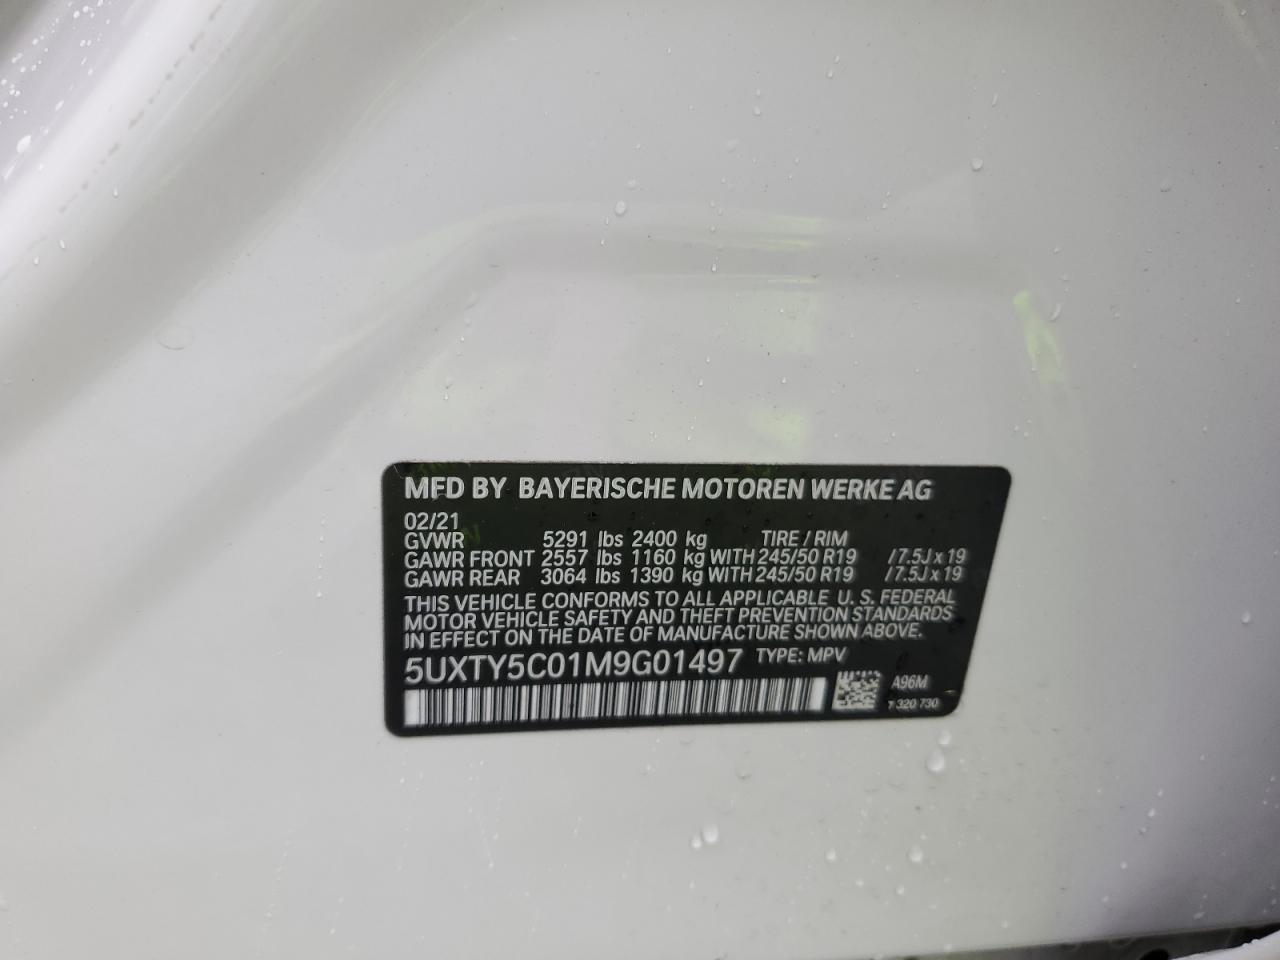 MFD BY BAYERISCHE MOTOREN WERKE AG
02/21
GVWR 5291 lbs 2400 kg TIRE / RIM
GAWR FRONT 2557 lbs 1160 kg WITH 245/50 R19 /7.5J x 19
GAWR REAR 3064 lbs 1390 kg WITH 245/50 R19 /7.5J x 19
THIS VEHICLE CONFORMS TO ALL APPLICABLE U. S. FEDERAL
MOTOR VEHICLE SAFETY AND THEFT PREVENTION STANDARDS
IN EFFECT ON THE DATE OF MANUFACTURE SHOWN ABOVE.
5UXTY5C01M9G01497 TYPE: MPV
A96M
320 730